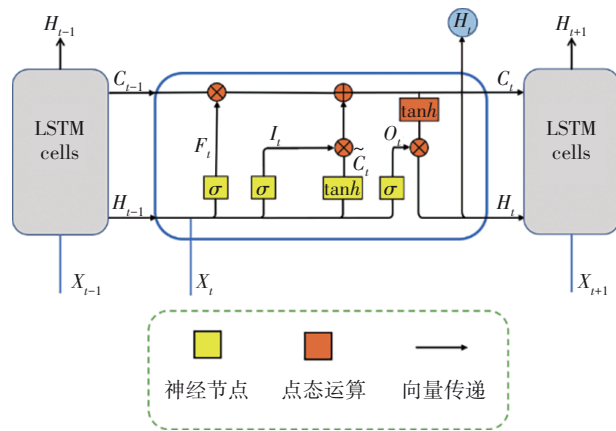 H_{t-1} H_t H_{t+1}
C_{t-1} C_t
tanh
LSTM cells
F_t I_t O_t
C̃_t
LSTM cells
σ σ tanh σ
H_{t-1} H_t
X_{t-1} X_t X_{t+1}
神经节点 点态运算 向量传递